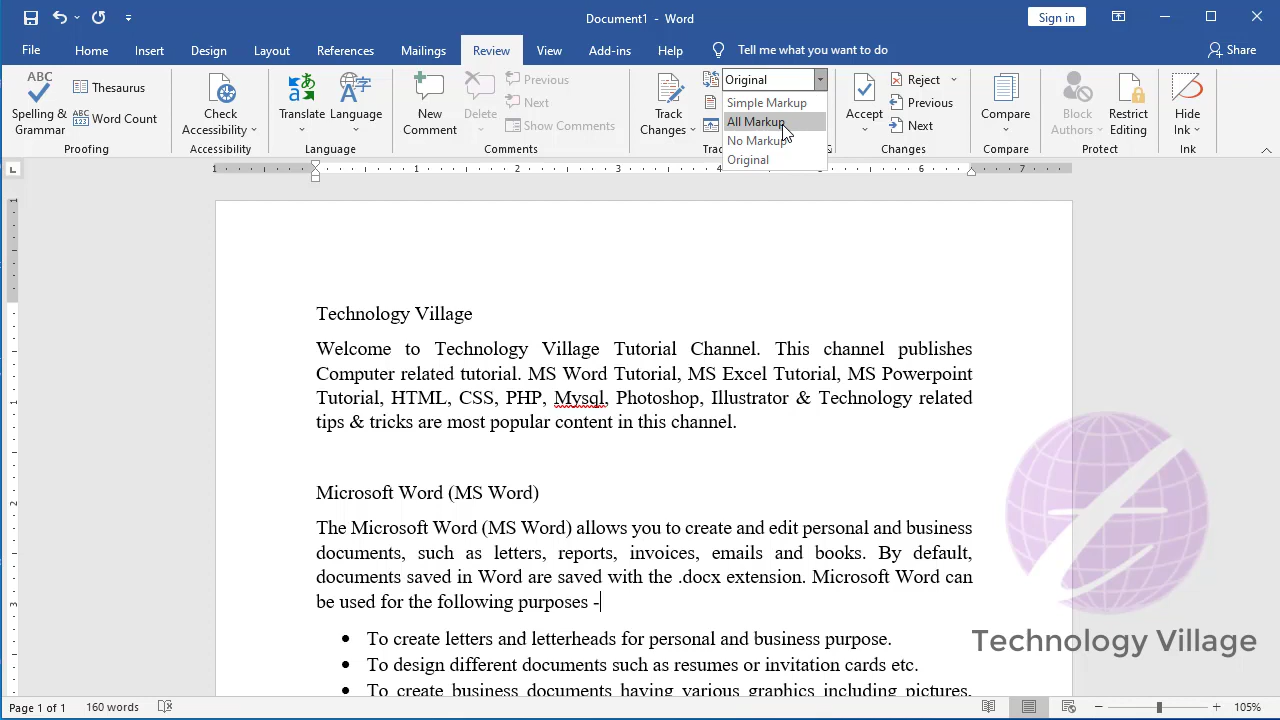 Document1 - Word
Sign in
File Home Insert Design Layout References Mailings Review View Add-ins Help Tell me what you want to do Share
ABC
Spelling & Grammar
Thesaurus
ABC
123
Word Count
Proofing
Check Accessibility
Accessibility
Translate
Language
Language
New Comment
Delete
Previous
Next
Show Comments
Comments
Track Changes
Original
Simple Markup
All Markup
No Markup
Original
Accept
Reject
Previous
Next
Changes
Compare
Compare
Block Authors
Restrict Editing
Protect
Hide Ink
Ink
1 1 2 3 6 7
Technology Village
Welcome to Technology Village Tutorial Channel. This channel publishes
Computer related tutorial. MS Word Tutorial, MS Excel Tutorial, MS Powerpoint
Tutorial, HTML, CSS, PHP, Mysql, Photoshop, Illustrator & Technology related
tips & tricks are most popular content in this channel.
Microsoft Word (MS Word)
The Microsoft Word (MS Word) allows you to create and edit personal and business
documents, such as letters, reports, invoices, emails and books. By default,
documents saved in Word are saved with the .docx extension. Microsoft Word can
be used for the following purposes -
• To create letters and letterheads for personal and business purpose.
• To design different documents such as resumes or invitation cards etc.
• To create business documents having various graphics including pictures,
Technology Village
Page 1 of 1 160 words 105%